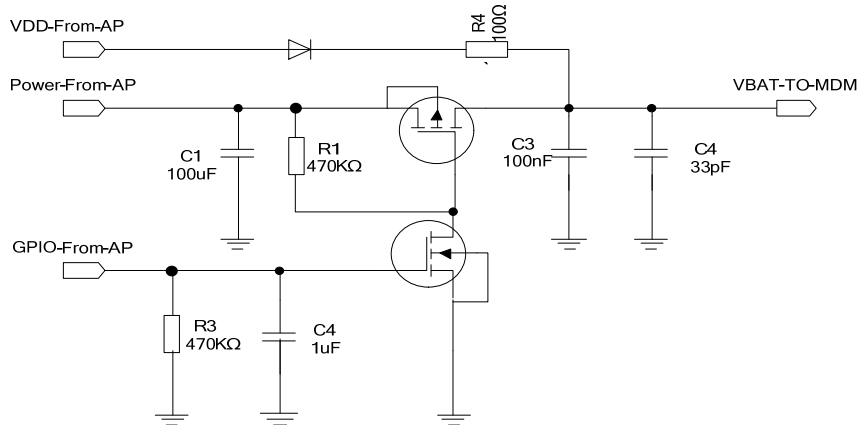 VDD-From-AP
R4
100Ω
Power-From-AP
VBAT-TO-MDM
C1
100uF
R1
470KΩ
C3
100nF
C4
33pF
GPIO-From-AP
R3
470KΩ
C4
1uF